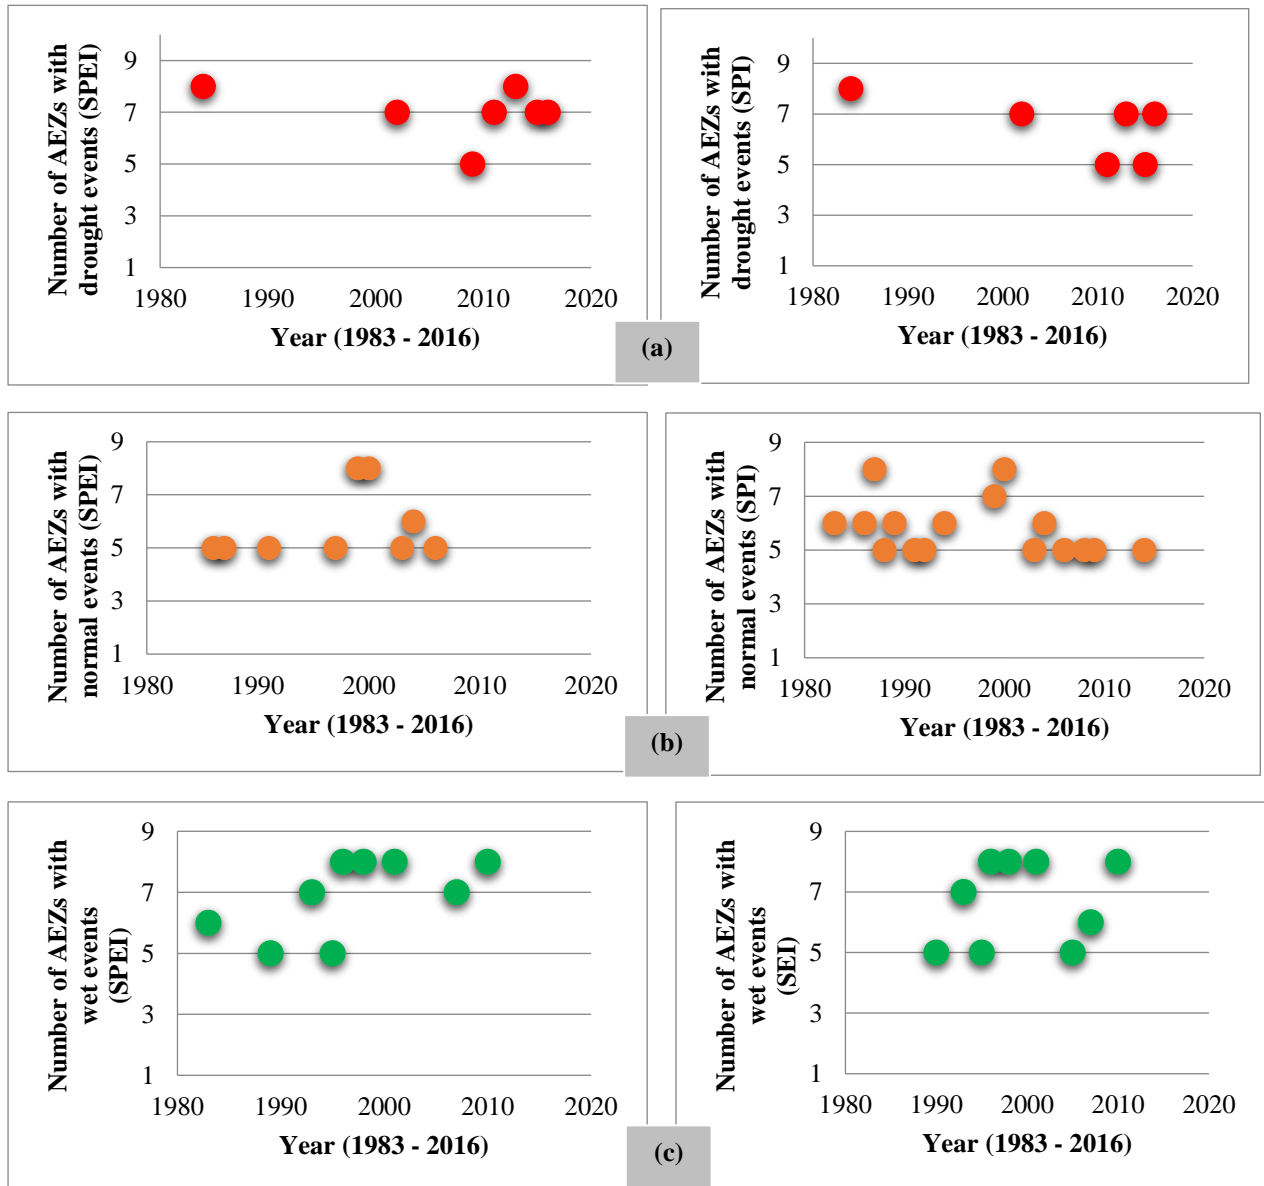 Number of AEZs with
drought events (SPEI)
9
7
5
3
1
1980 1990 2000 2010 2020
Year (1983 - 2016)
Number of AEZs with
drought events (SPI)
9
7
5
3
1
1980 1990 2000 2010 2020
Year (1983 - 2016)
(a)
Number of AEZs with
normal events (SPEI)
9
7
5
3
1
1980 1990 2000 2010 2020
Year (1983 - 2016)
Number of AEZs with
normal events (SPI)
9
7
5
3
1
1980 1990 2000 2010 2020
Year (1983 - 2016)
(b)
Number of AEZs with
wet events
(SPEI)
9
7
5
3
1
1980 1990 2000 2010 2020
Year (1983 - 2016)
Number of AEZs with
wet events
(SEI)
9
7
5
3
1
1980 1990 2000 2010 2020
Year (1983 - 2016)
(c)